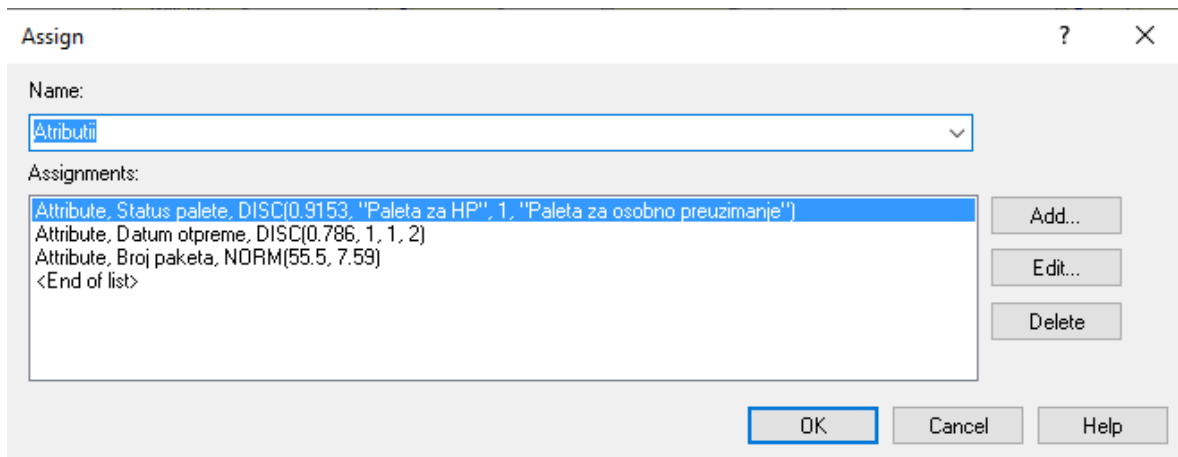 Assign
?
Name:
Atributii
Assignments:
Attribute, Status palete, DISC(0.9153, "Paleta za HP", 1, "Paleta za osobno preuzimanje")
Attribute, Datum otpreme, DISC(0.786, 1, 1, 2)
Attribute, Broj paketa, NORM(55.5, 7.59)
<End of list>
Add...
Edit...
Delete
OK
Cancel
Help